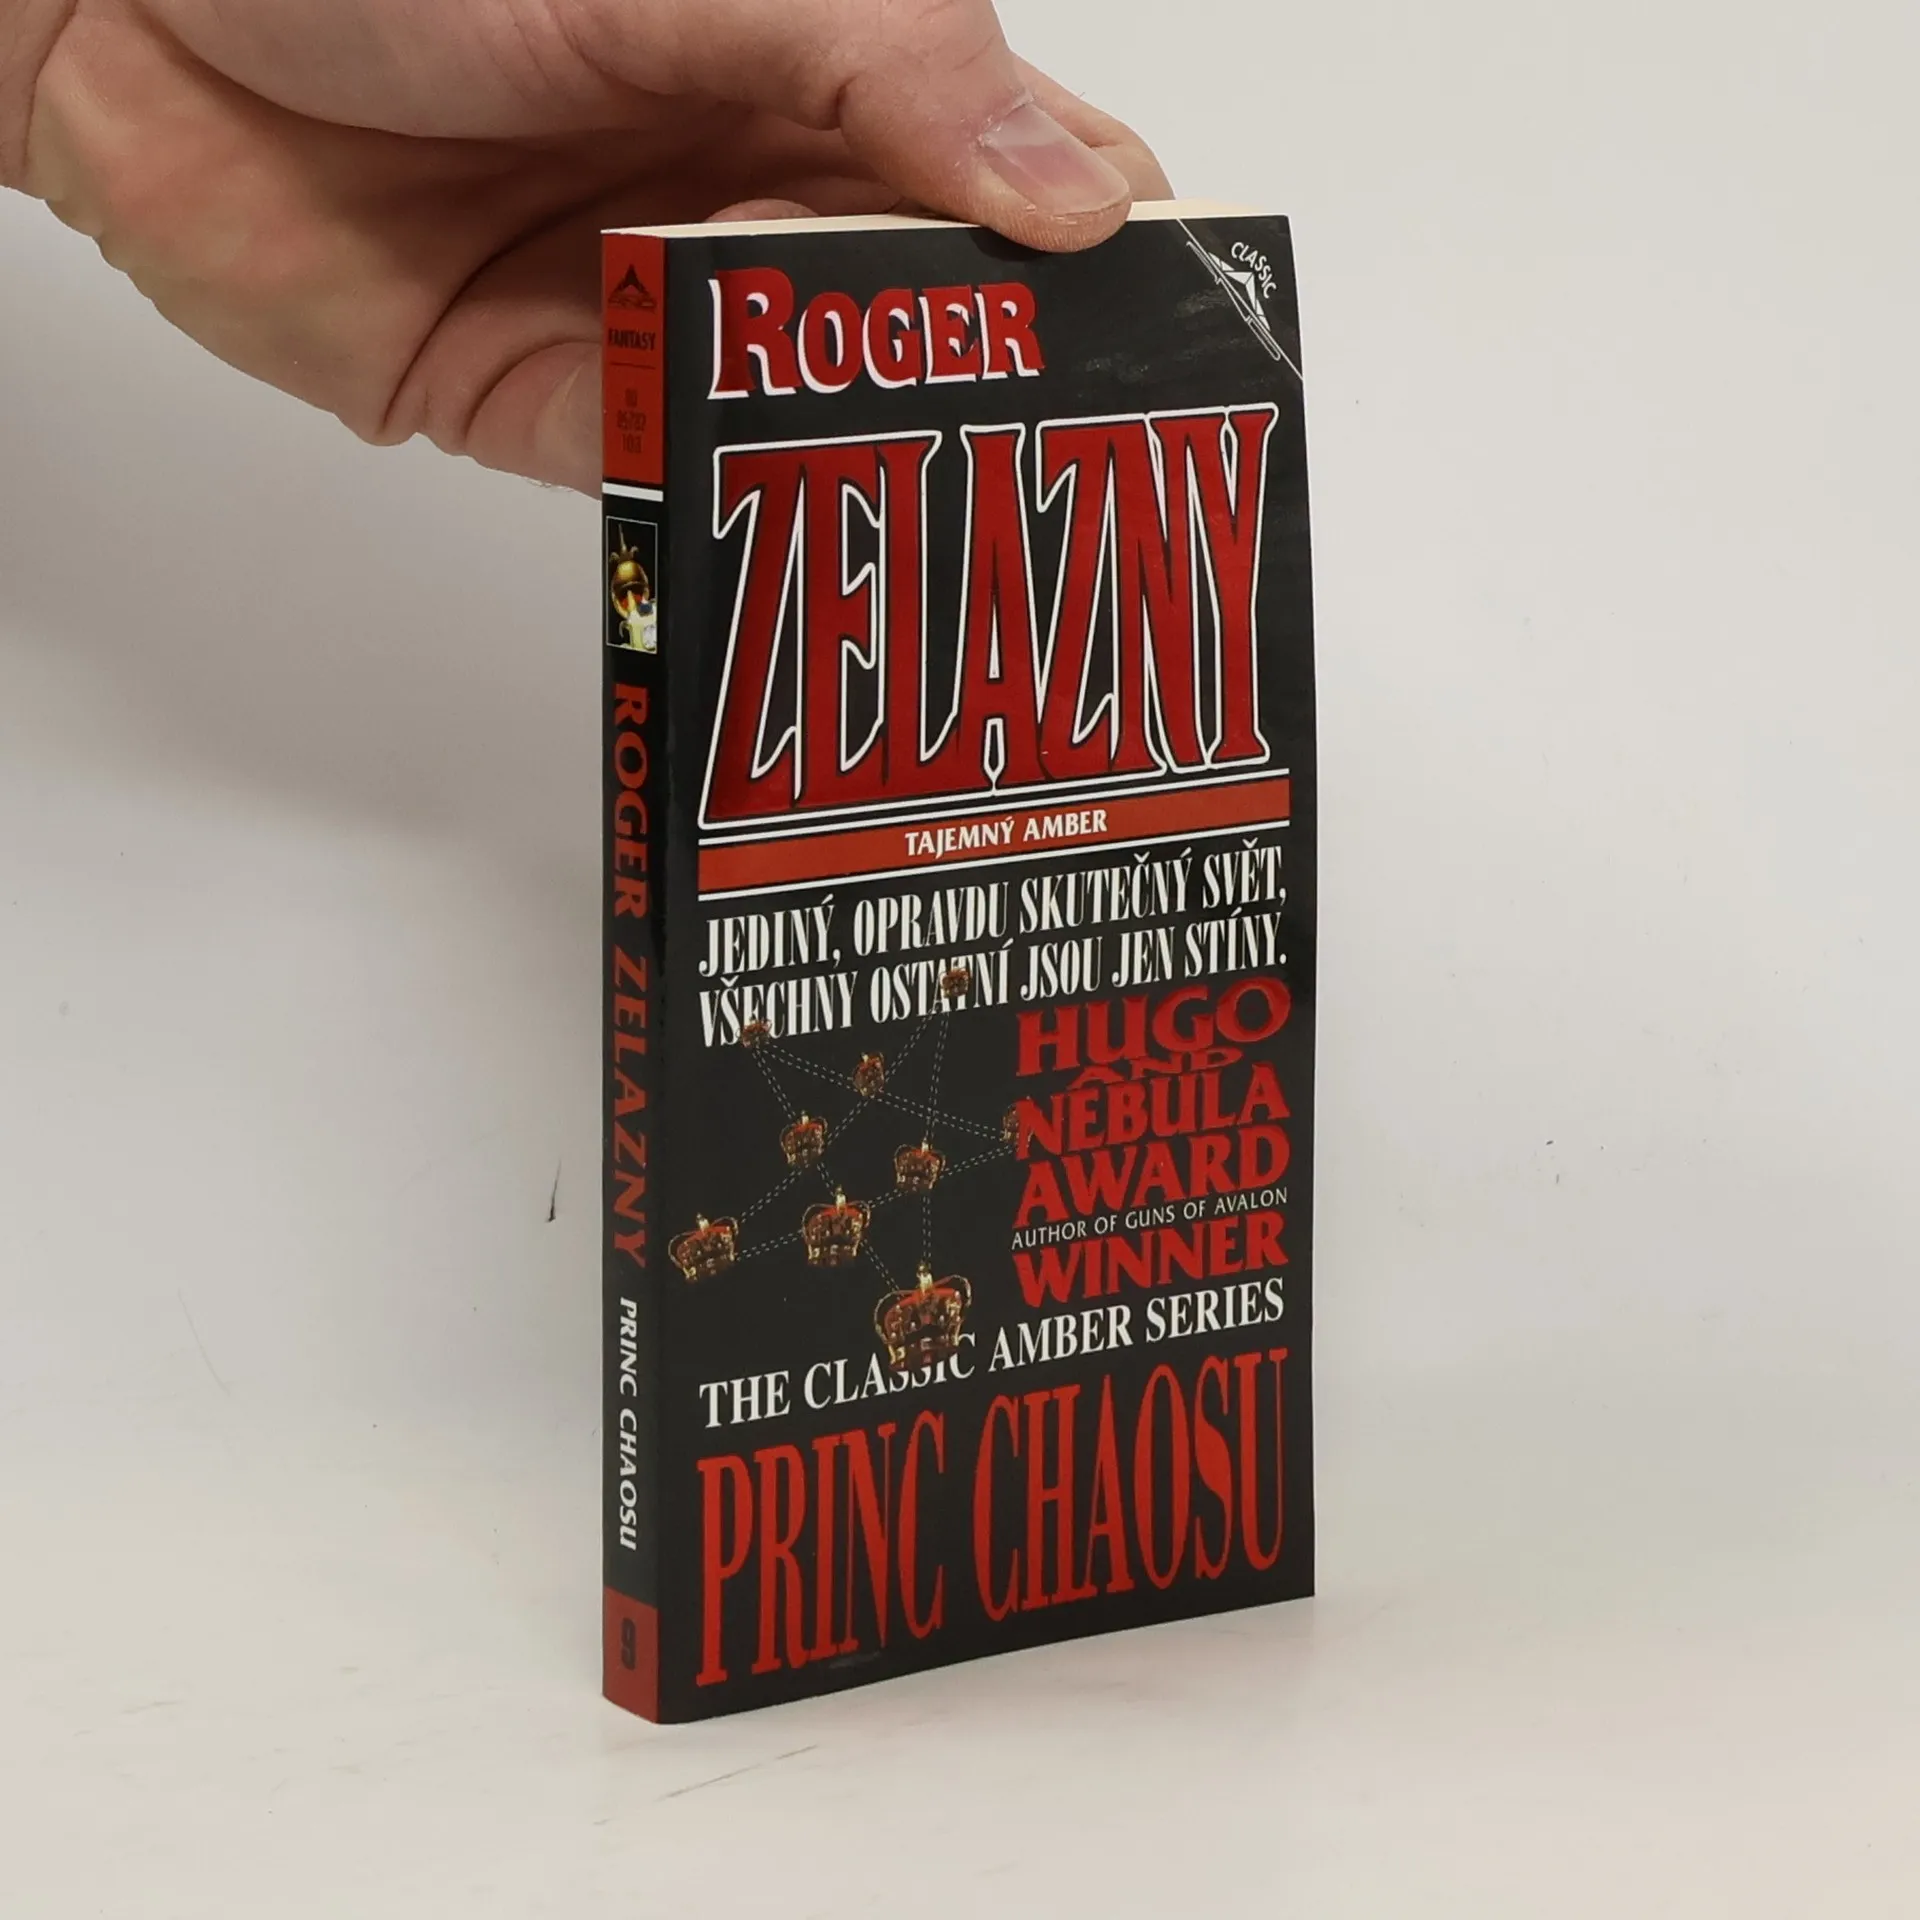 CLASSIC
ROGER
ZELAZNY
TAJEMNÝ AMBER
JEDINÝ, OPRAVDU SKUTEČNÝ SVĚT,
VŠECHNY OSTATNÍ JSOU JEN STÍNY.
HUGO
AND
NEBULA
AWARD
AUTHOR OF GUNS OF AVALON
WINNER
THE CLASSIC AMBER SERIES
PRINC CHAOSU
FANTASY
ROGER ZELAZNY PRINC CHAOSU
9